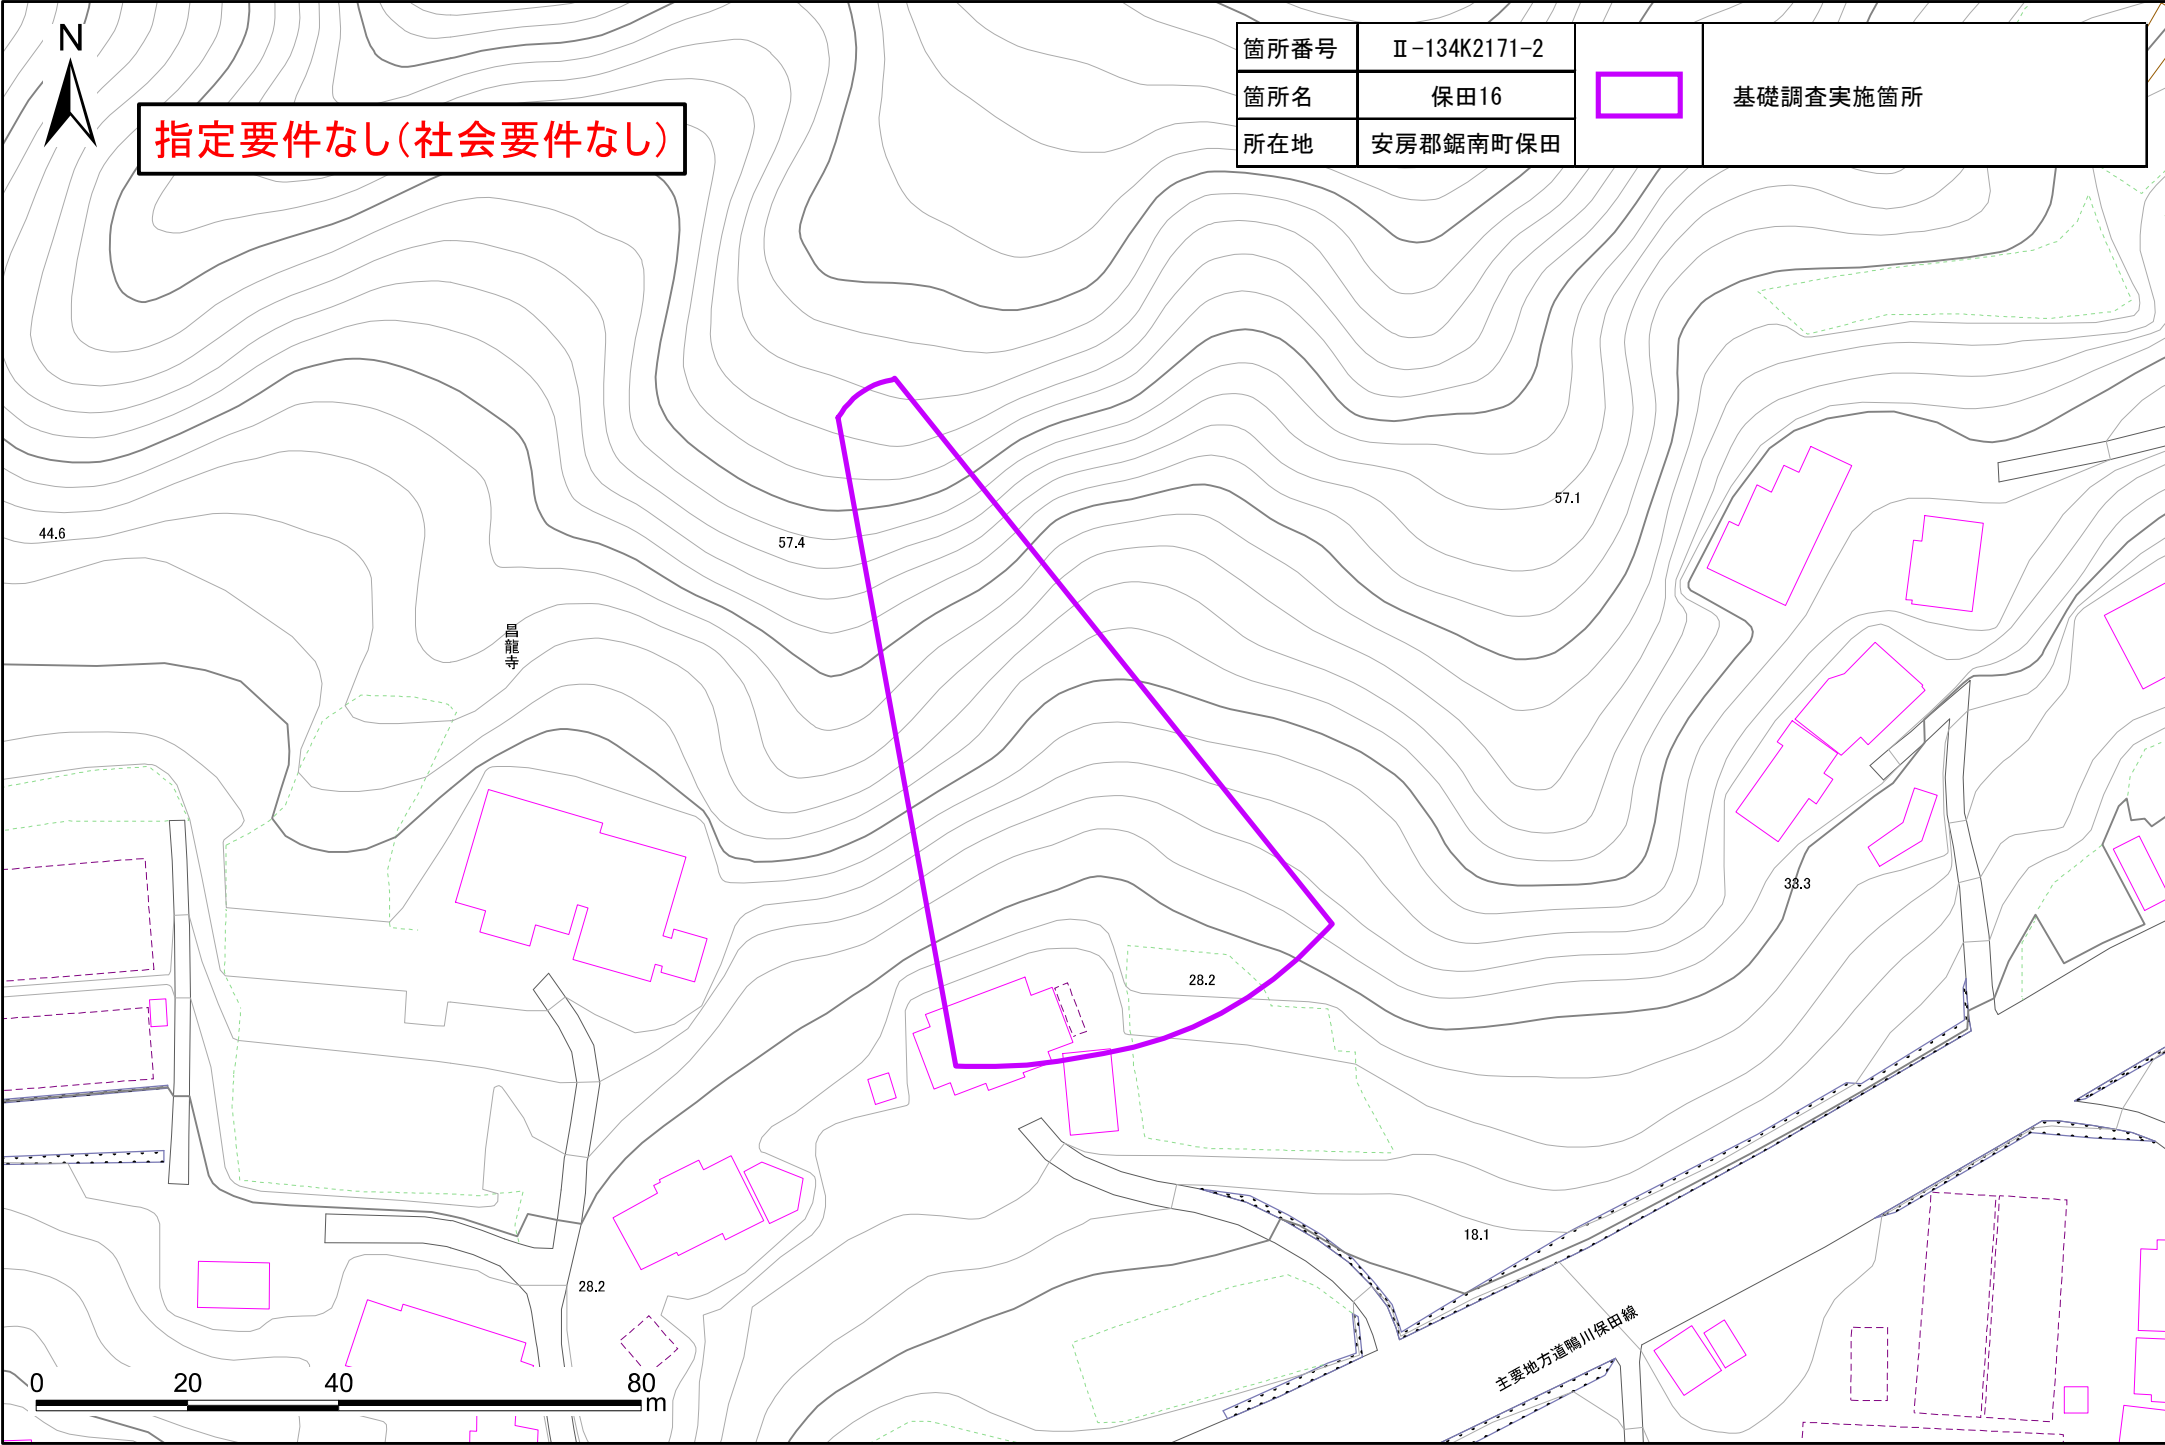 N
指定要件なし(社会要件なし)
箇所番号 Ⅱ-134K2171-2
箇所名 保田16
所在地 安房郡鋸南町保田
基礎調査実施箇所
57.1
44.6
57.4
昌龍寺
33.3
28.2
18.1
28.2
主要地方道鴨川保田線
0 20 40 80
m